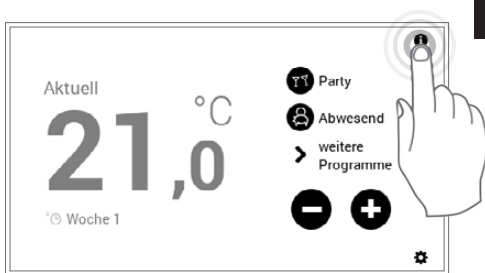 Aktuell
°C
21,0
Woche 1
Party
Abwesend
weitere
Programme